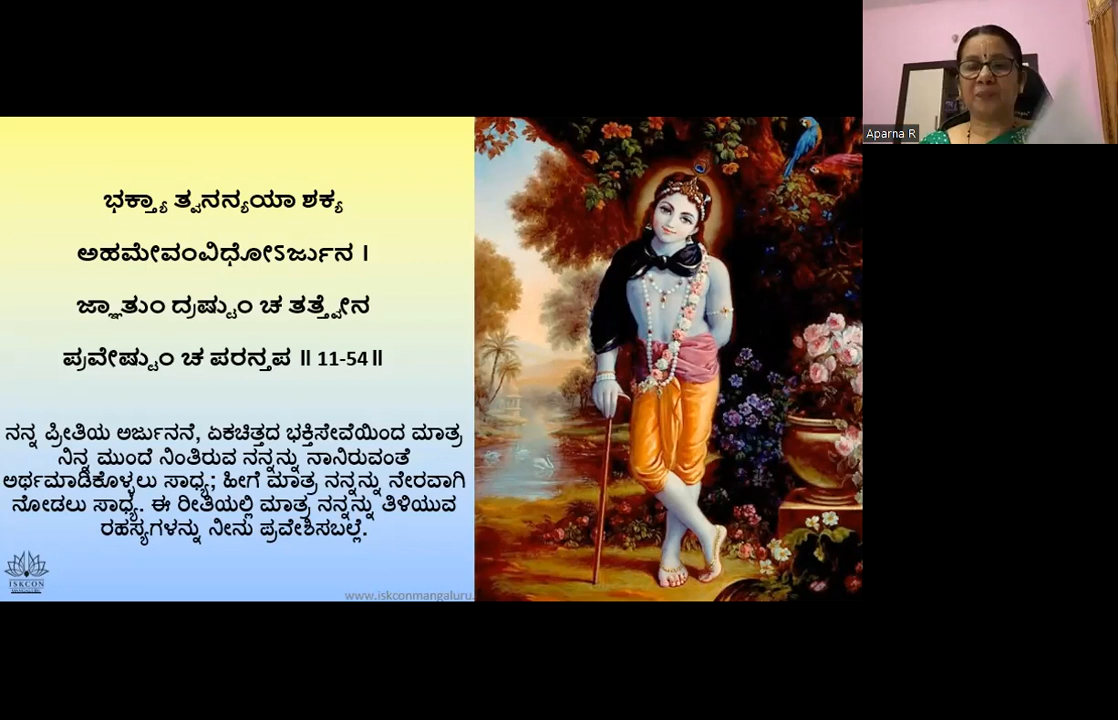 ಭಕ್ತ್ಯಾ ತ್ವನನ್ಯಯಾ ಶಕ್ಯ
ಅಹಮೇವಂವಿಧೋಽರ್ಜುನ ।
ಜ್ಞಾತುಂ ದ್ರಷ್ಟುಂ ಚ ತತ್ತ್ವೇನ
ಪ್ರವೇಷ್ಟುಂ ಚ ಪರನ್ತಪ ॥ 11-54॥
ನನ್ನ ಪ್ರೀತಿಯ ಅರ್ಜುನನೆ, ಏಕಚಿತ್ತದ ಭಕ್ತಿಸೇವೆಯಿಂದ ಮಾತ್ರ
ನಿನ್ನ ಮುಂದೆ ನಿಂತಿರುವ ನನ್ನನ್ನು ನಾನಿರುವಂತೆ
ಅರ್ಥಮಾಡಿಕೊಳ್ಳಲು ಸಾಧ್ಯ; ಹೀಗೆ ಮಾತ್ರ ನನ್ನನ್ನು ನೇರವಾಗಿ
ನೋಡಲು ಸಾಧ್ಯ. ಈ ರೀತಿಯಲ್ಲಿ ಮಾತ್ರ ನನ್ನನ್ನು ತಿಳಿಯುವ
ರಹಸ್ಯಗಳನ್ನು ನೀನು ಪ್ರವೇಶಿಸಬಲ್ಲೆ.
ISKCON
MANGALURU
www.iskconmangaluru.
Aparna R